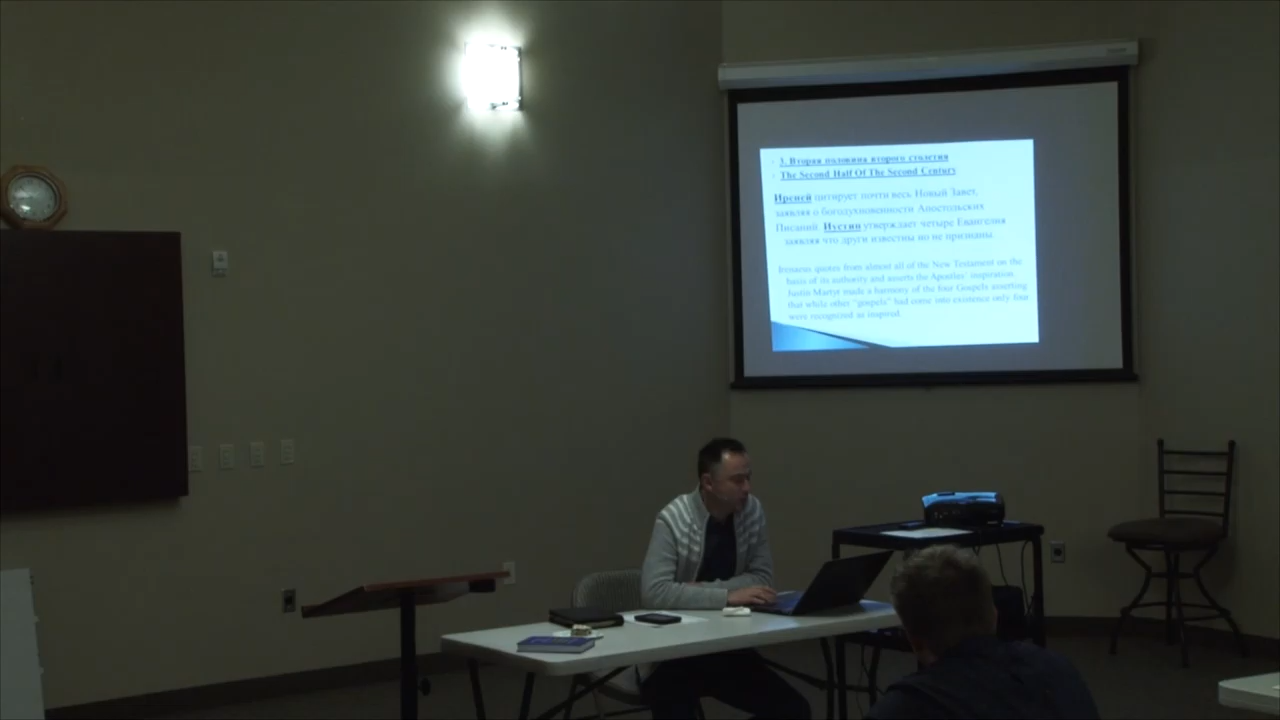 3. Вторая половина второго столетия
The Second Half Of The Second Century
Ириней цитирует почти весь Новый Завет,
заявляя о богодухновенности Апостольских
Писаний. Иустин утверждает четыре Евангелия
заявляя что други известны но не признаны.
Irenaeus quotes from almost all of the New Testament on the
basis of its authority and asserts the Apostles' inspiration.
Justin Martyr made a harmony of the four Gospels asserting
that while other "gospels" had come into existence only four
were recognized as inspired.